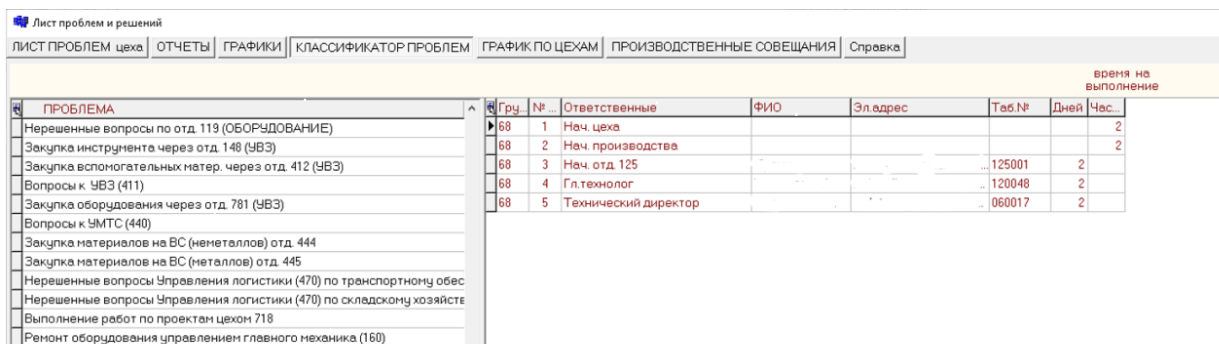 Лист проблем и решений
ЛИСТ ПРОБЛЕМ цеха ОТЧЕТЫ ГРАФИКИ КЛАССИФИКАТОР ПРОБЛЕМ ГРАФИК ПО ЦЕХАМ ПРОИЗВОДСТВЕННЫЕ СОВЕЩАНИЯ Справка
время на
выполнение
ПРОБЛЕМА
Нерешенные вопросы по отд. 119 (ОБОРУДОВАНИЕ)
Закупка инструмента через отд. 148 (УВЗ)
Закупка вспомогательных матер. через отд. 412 (УВЗ)
Вопросы к УВЗ (411)
Закупка оборудования через отд. 781 (УВЗ)
Вопросы к УМТС (440)
Закупка материалов на ВС (неметаллов) отд. 444
Закупка материалов на ВС (металлов) отд. 445
Нерешенные вопросы Управления логистики (470) по транспортному обес
Нерешенные вопросы Управления логистики (470) по складскому хозяйств
Выполнение работ по проектам цехом 718
Ремонт оборудования управлением главного механика (160)
Гру... № ... Ответственные ФИО Эл.адрес Таб.№ Дней Час...
68 1 Нач. цеха 2
68 2 Нач. производства 2
68 3 Нач. отд. 125 ... 125001 2
68 4 Гл.технолог .. 120048 2
68 5 Технический директор .. 060017 2